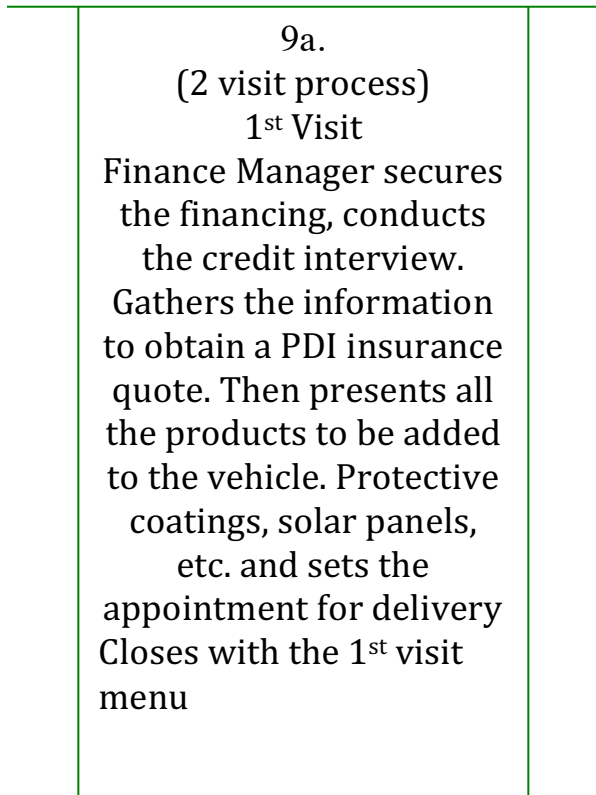 9a.
(2 visit process)
1st Visit
Finance Manager secures
the financing, conducts
the credit interview.
Gathers the information
to obtain a PDI insurance
quote. Then presents all
the products to be added
to the vehicle. Protective
coatings, solar panels,
etc. and sets the
appointment for delivery
Closes with the 1st visit
menu